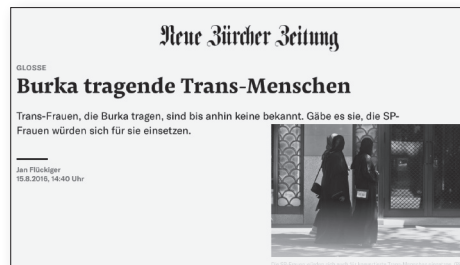 Neue Zürcher Zeitung
GLOSSE
Burka tragende Trans-Menschen
Trans-Frauen, die Burka tragen, sind bis anhin keine bekannt. Gäbe es sie, die SP-
Frauen würden sich für sie einsetzen.
Jan Flückiger
15.8.2016, 14:40 Uhr